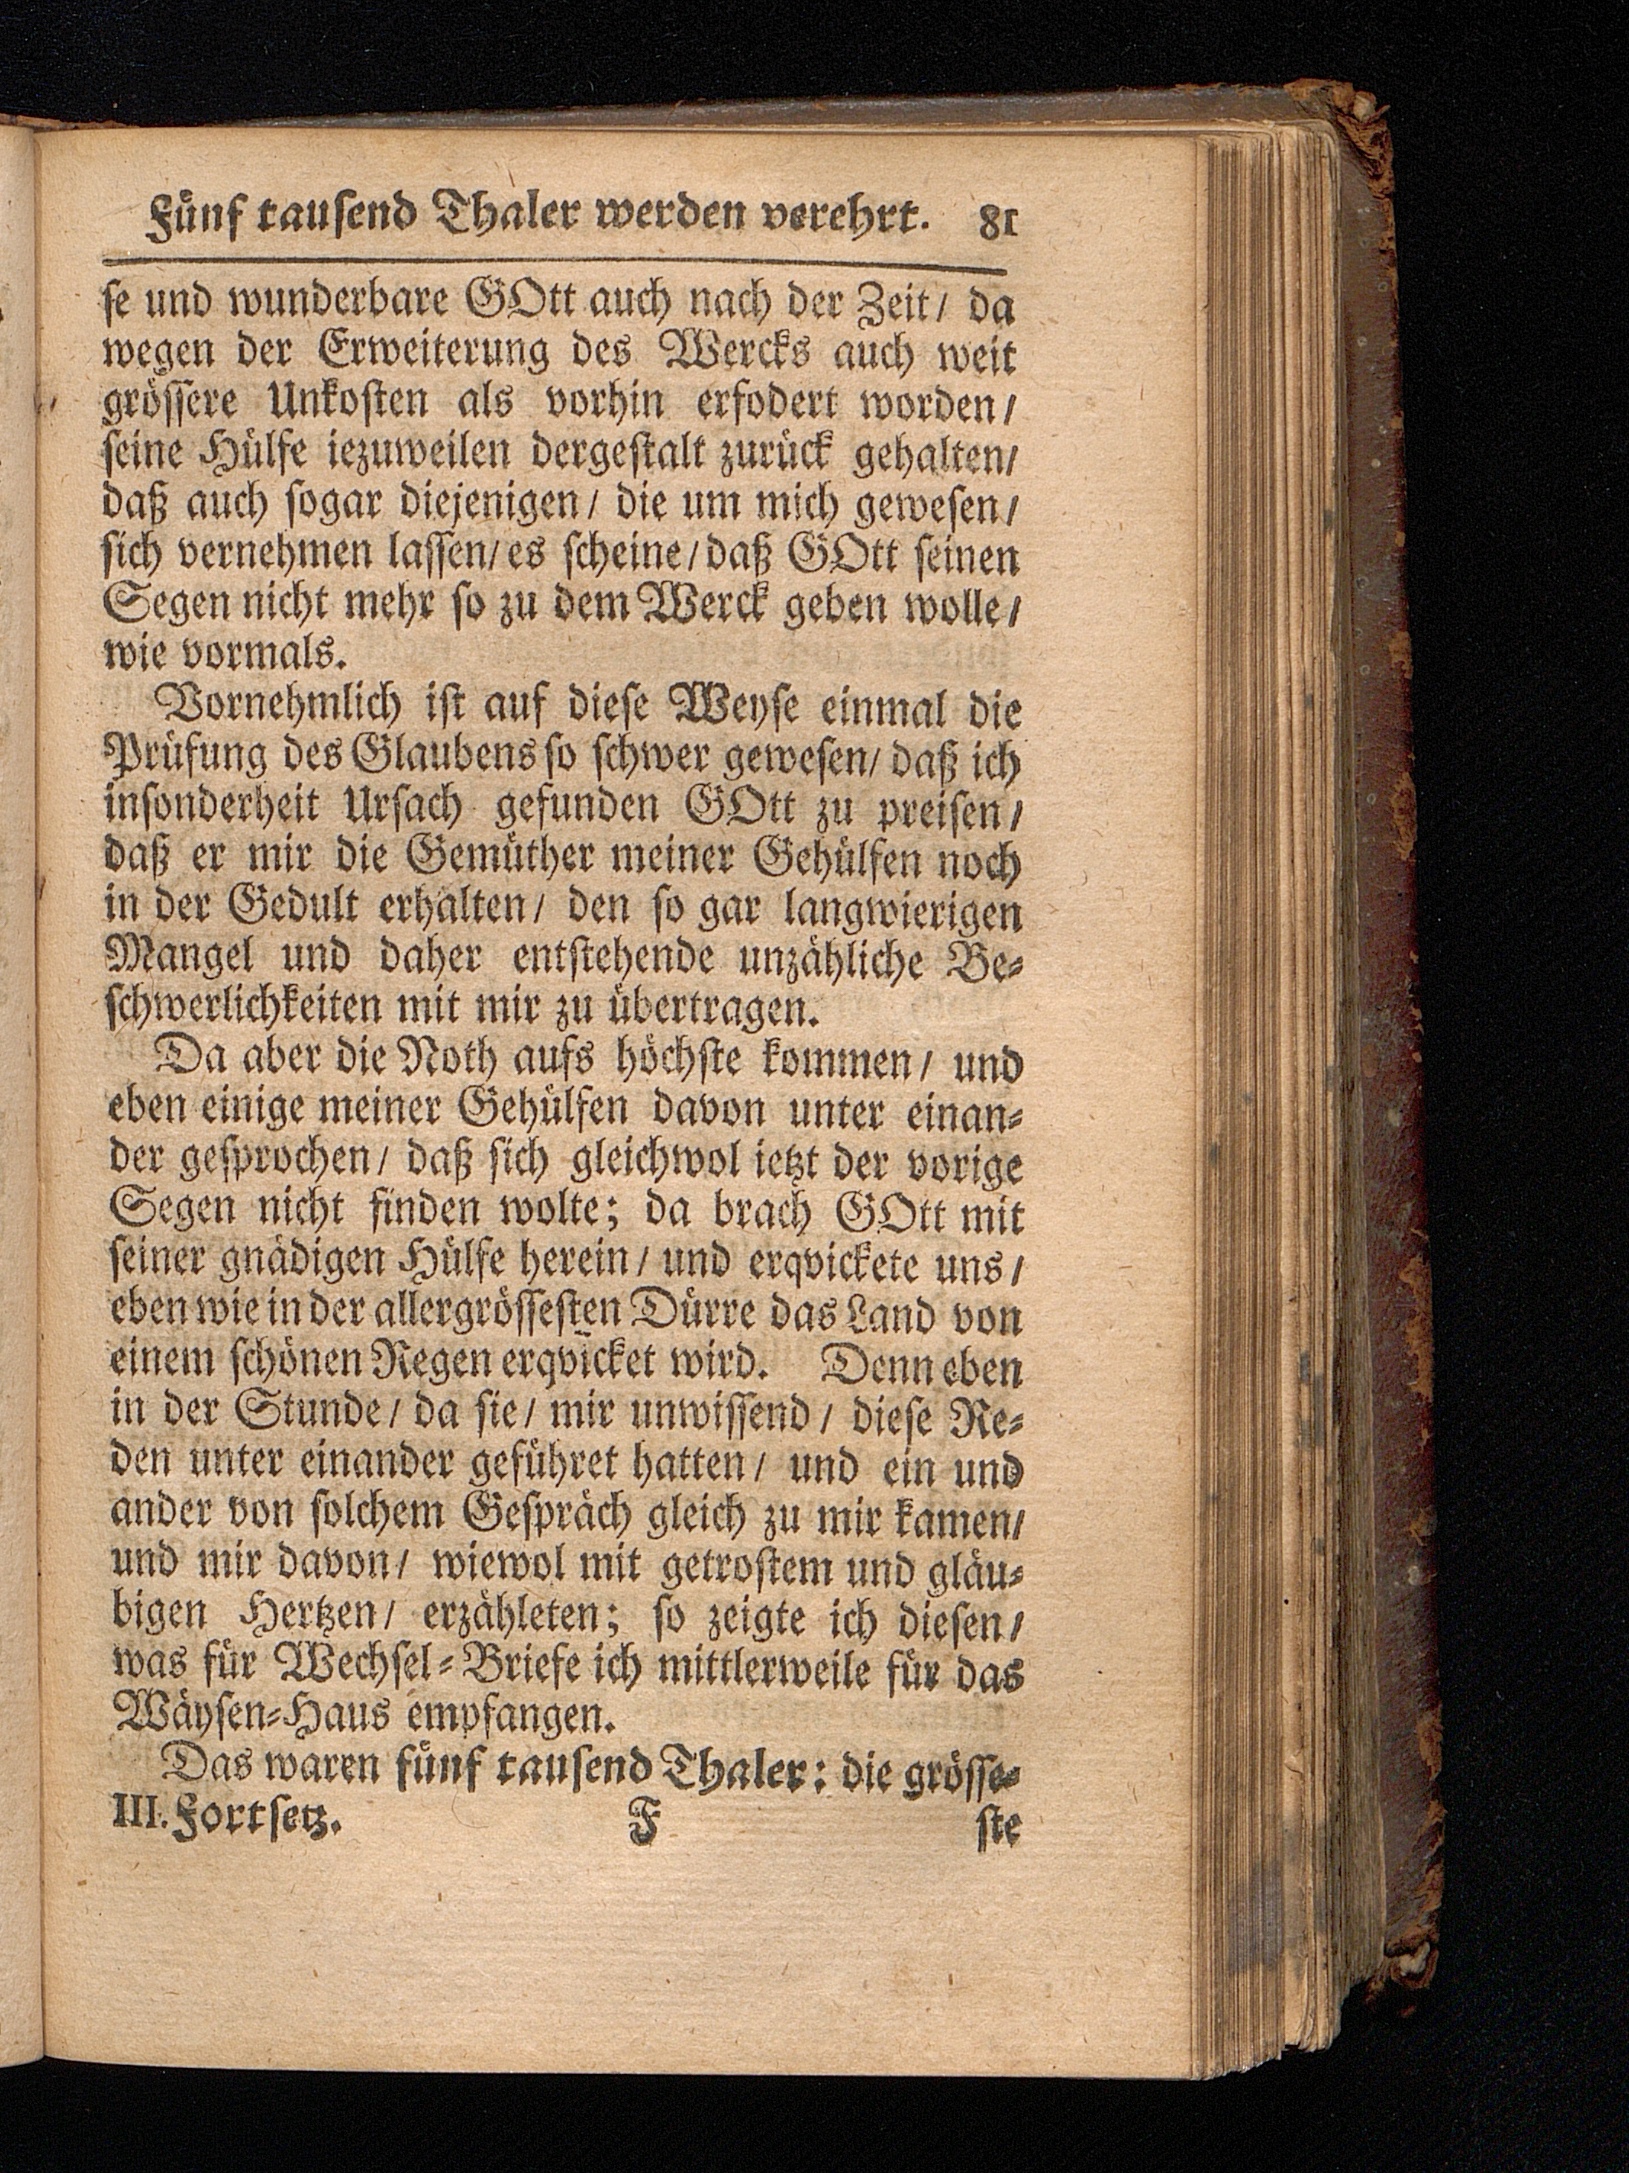 Fünf tausend Thaler werden verehrt. 81
se und wunderbare GOtt auch nach der Zeit/ da
wegen der Erweiterung des Wercks auch weit
grössere Unkosten als vorhin erfodert worden/
seine Hülfe iezuweilen dergestalt zurück gehalten/
daß auch sogar diejenigen/ die um mich gewesen/
sich vernehmen lassen/ es scheine/ daß GOtt seinen
Segen nicht mehr so zu dem Werck geben wolle/
wie vormals.
Vornehmlich ist auf diese Weyse einmal die
Prüfung des Glaubens so schwer gewesen/ daß ich
insonderheit Ursach gefunden GOtt zu preisen/
daß er mir die Gemüther meiner Gehülfen noch
in der Gedult erhalten/ den so gar langwierigen
Mangel und daher entstehende unzähliche Be-
schwerlichkeiten mit mir zu übertragen.
Da aber die Noth aufs höchste kommen/ und
eben einige meiner Gehülfen davon unter einan-
der gesprochen/ daß sich gleichwol ietzt der vorige
Segen nicht finden wolte; da brach GOtt mit
seiner gnädigen Hülfe herein/ und erqvickete uns/
eben wie in der allergrössesten Dürre das Land von
einem schönen Regen erqvicket wird. Denn eben
in der Stunde/ da sie/ mir unwissend/ diese Re-
den unter einander geführet hatten/ und ein und
ander von solchem Gespräch gleich zu mir kamen/
und mir davon/ wiewol mit getrostem und gläu-
bigen Hertzen/ erzähleten; so zeigte ich diesen/
was für Wechsel-Briefe ich mittlerweile für das
Wäysen-Haus empfangen.
Das waren fünf tausend Thaler: die grösse-
III. Fortsetz. F ste